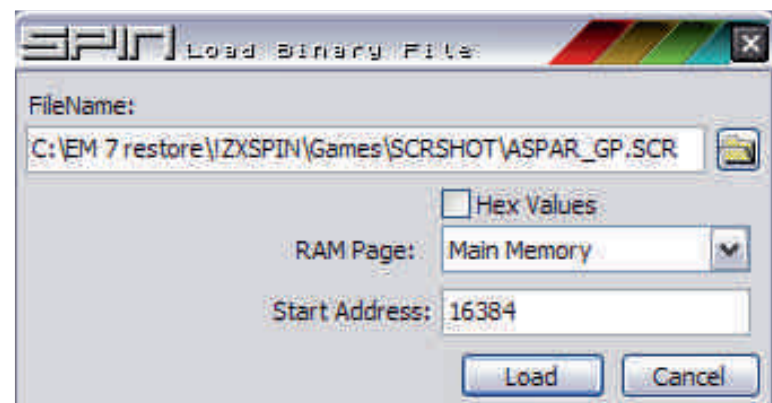 SPIN Load Binary File
FileName:
C:\EM 7 restore\!ZXSPIN\Games\SCRSHOT\ASPAR_GP.SCR
Hex Values
RAM Page: Main Memory
Start Address: 16384
Load Cancel